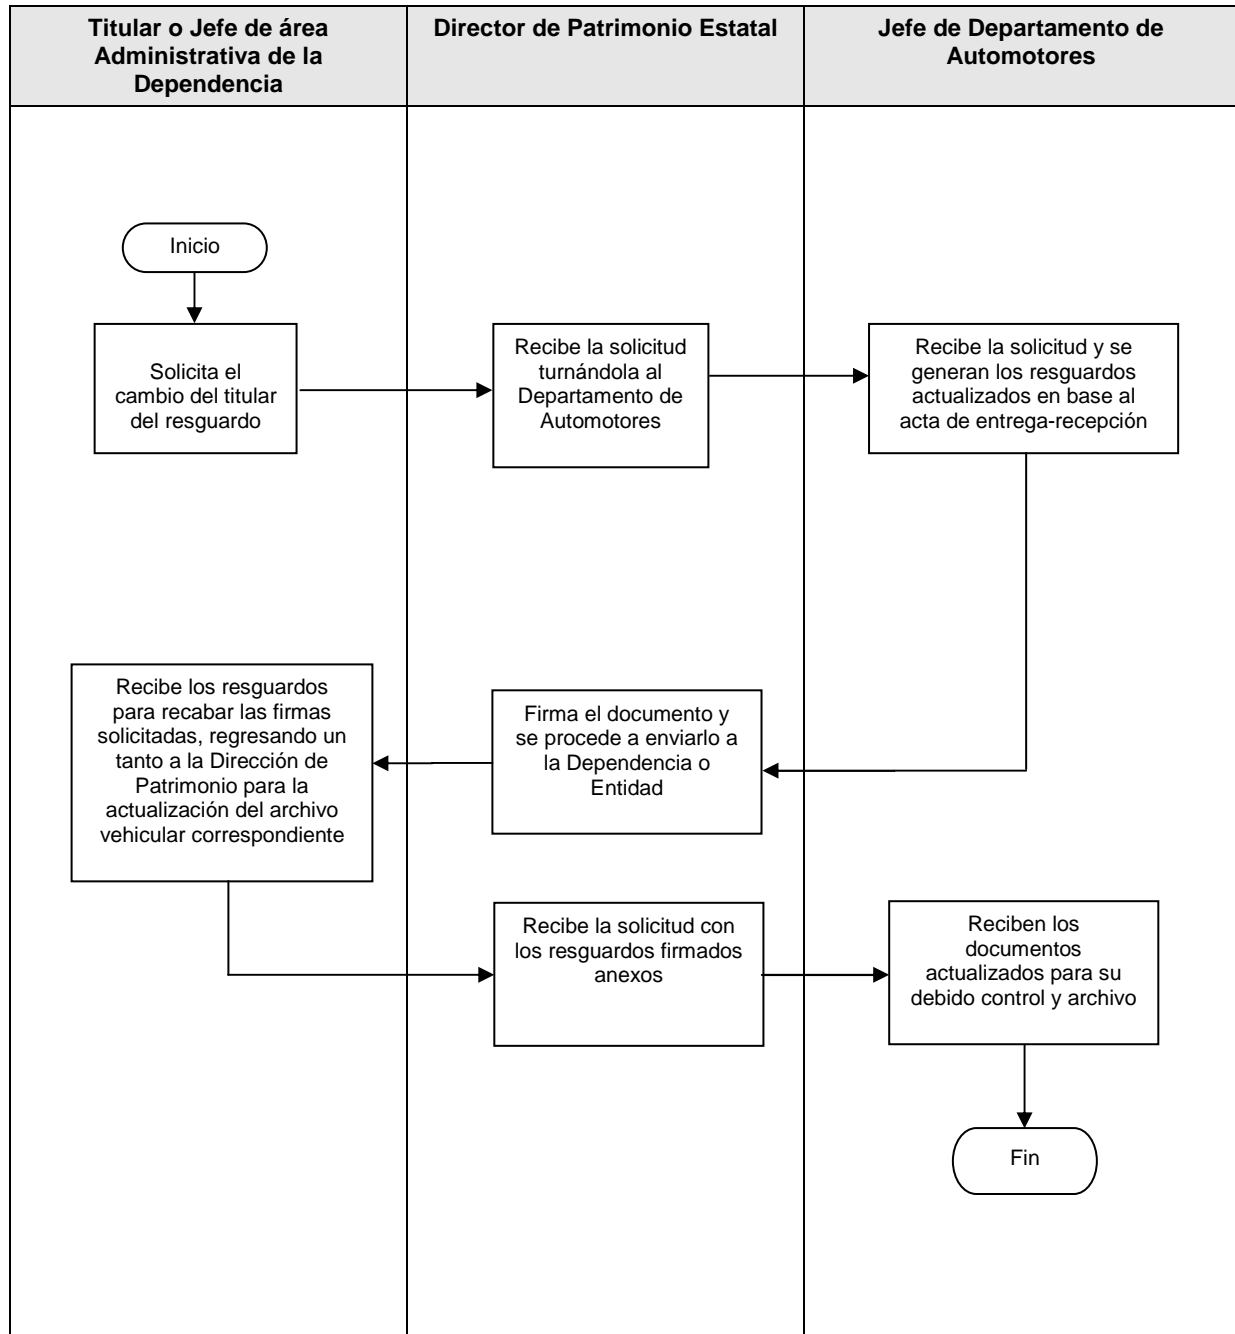 Titular o Jefe de área
Administrativa de la
Dependencia
Director de Patrimonio Estatal
Jefe de Departamento de
Automotores
Inicio
Solicita el
cambio del titular
del resguardo
Recibe la solicitud
turnándola al
Departamento de
Automotores
Recibe la solicitud y se
generan los resguardos
actualizados en base al
acta de entrega-recepción
Recibe los resguardos
para recabar las firmas
solicitadas, regresando un
tanto a la Dirección de
Patrimonio para la
actualización del archivo
vehicular correspondiente
Firma el documento y
se procede a enviarlo a
la Dependencia o
Entidad
Recibe la solicitud con
los resguardos firmados
anexos
Reciben los
documentos
actualizados para su
debido control y archivo
Fin